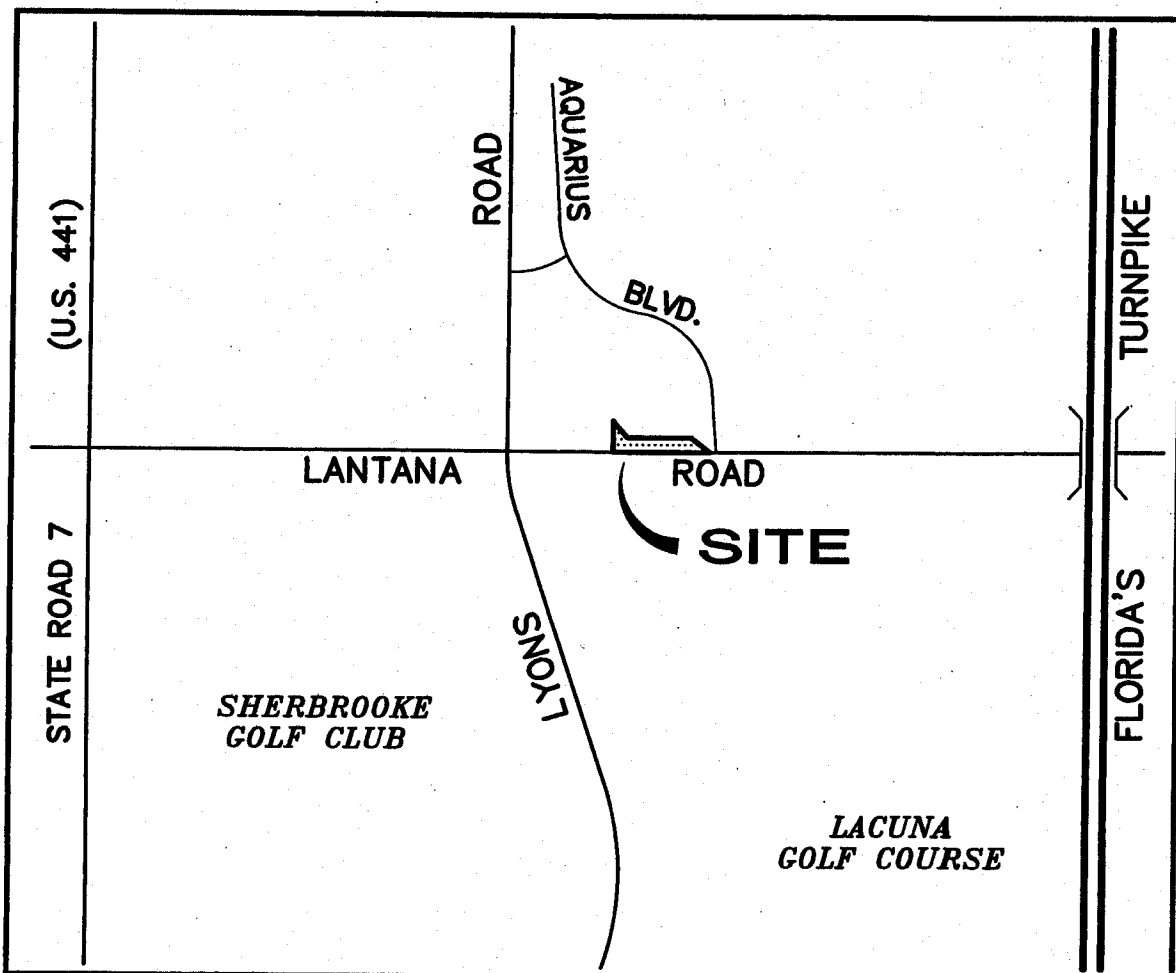 AQUARIUS
BLVD.
ROAD
LYONS
(U.S. 441)
STATE ROAD 7
TURNPIKE
FLORIDA'S
LANTANA ROAD
SITE
SHERBROOKE
GOLF CLUB
LACUNA
GOLF COURSE